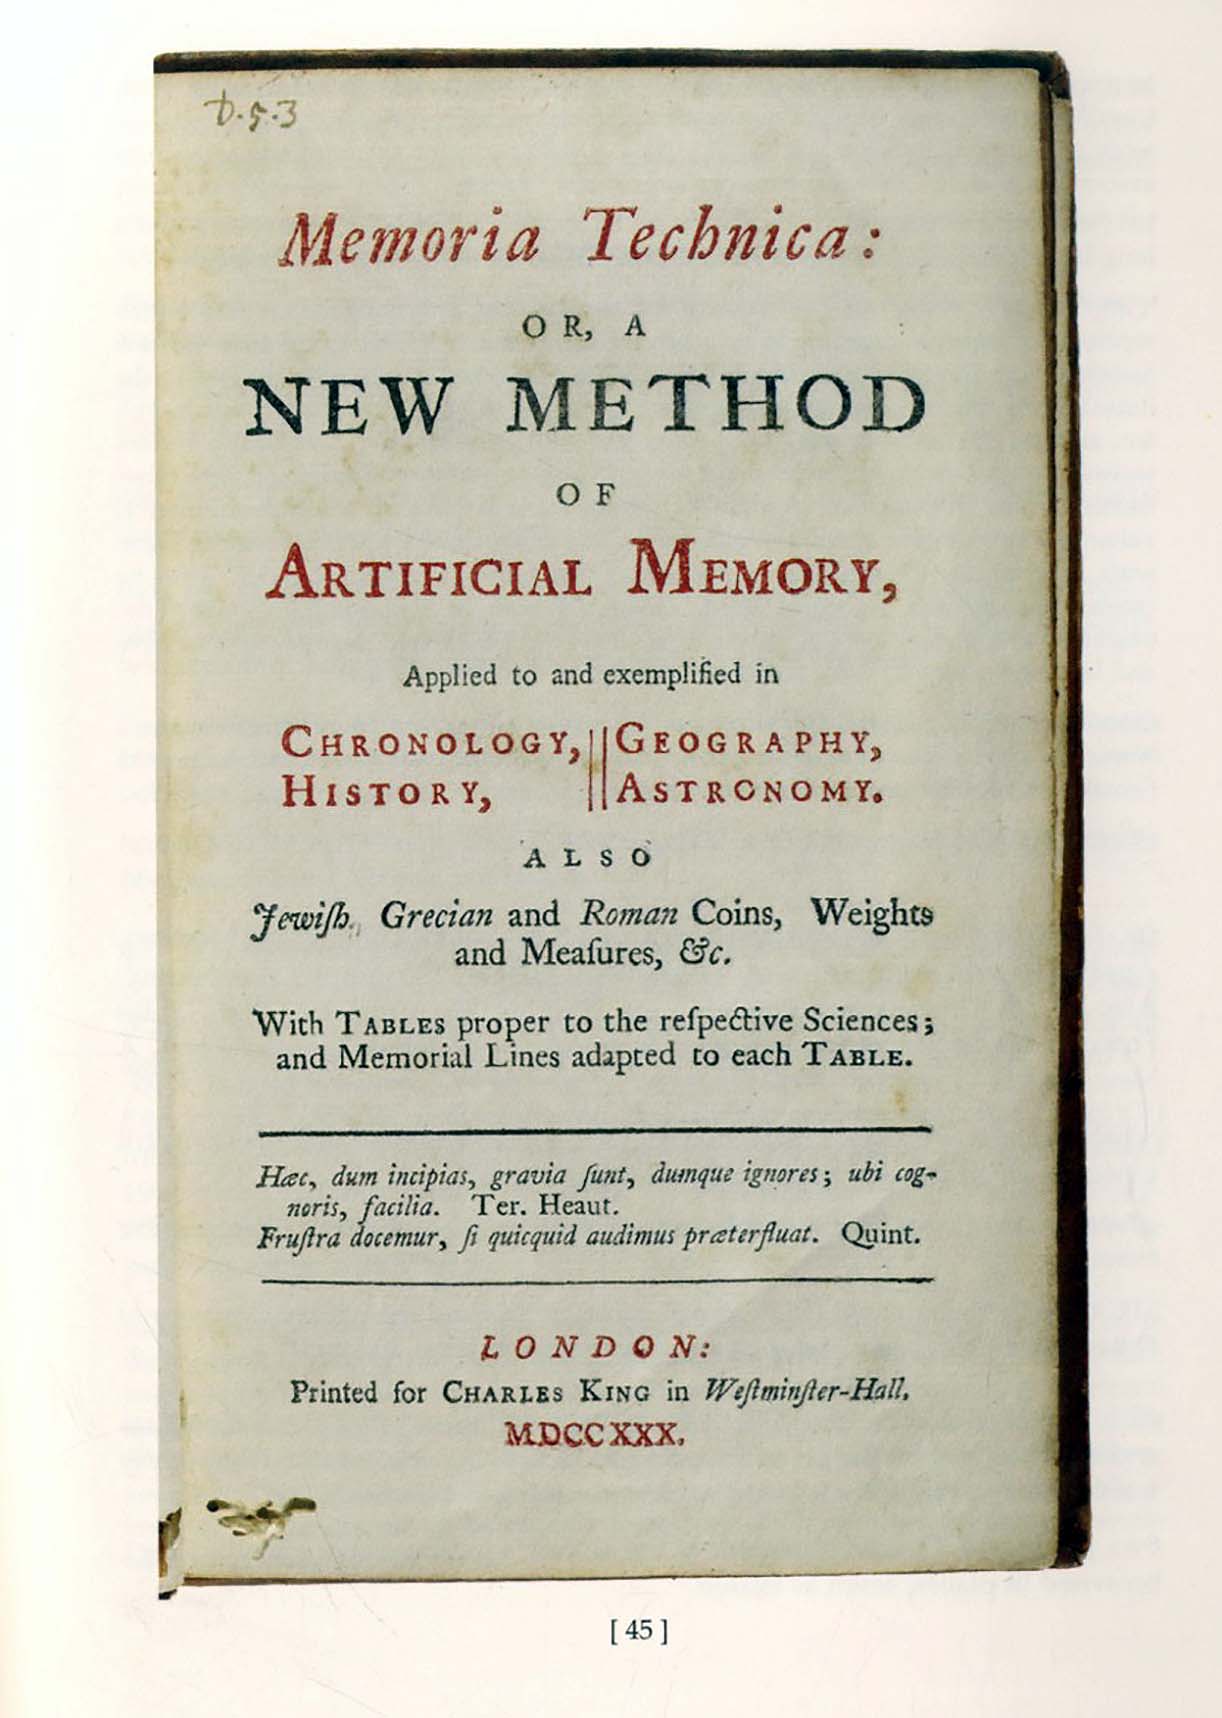 D.5.3
Memoria Technica:
OR, A
NEW METHOD
OF
ARTIFICIAL MEMORY,
Applied to and exemplified in
CHRONOLOGY, || GEOGRAPHY,
HISTORY, || ASTRONOMY.
ALSO
Jewiſh, Grecian and Roman Coins, Weights
and Meaſures, &c.
With TABLES proper to the reſpective Sciences;
and Memorial Lines adapted to each TABLE.
Hæc, dum incipias, gravia ſunt, dumque ignores; ubi cog-
noris, facilia. Ter. Heaut.
Fruſtra docemur, ſi quicquid audimus præterfluat. Quint.
LONDON:
Printed for CHARLES KING in Weſtminſter-Hall.
MDCCXXX.
[ 45 ]